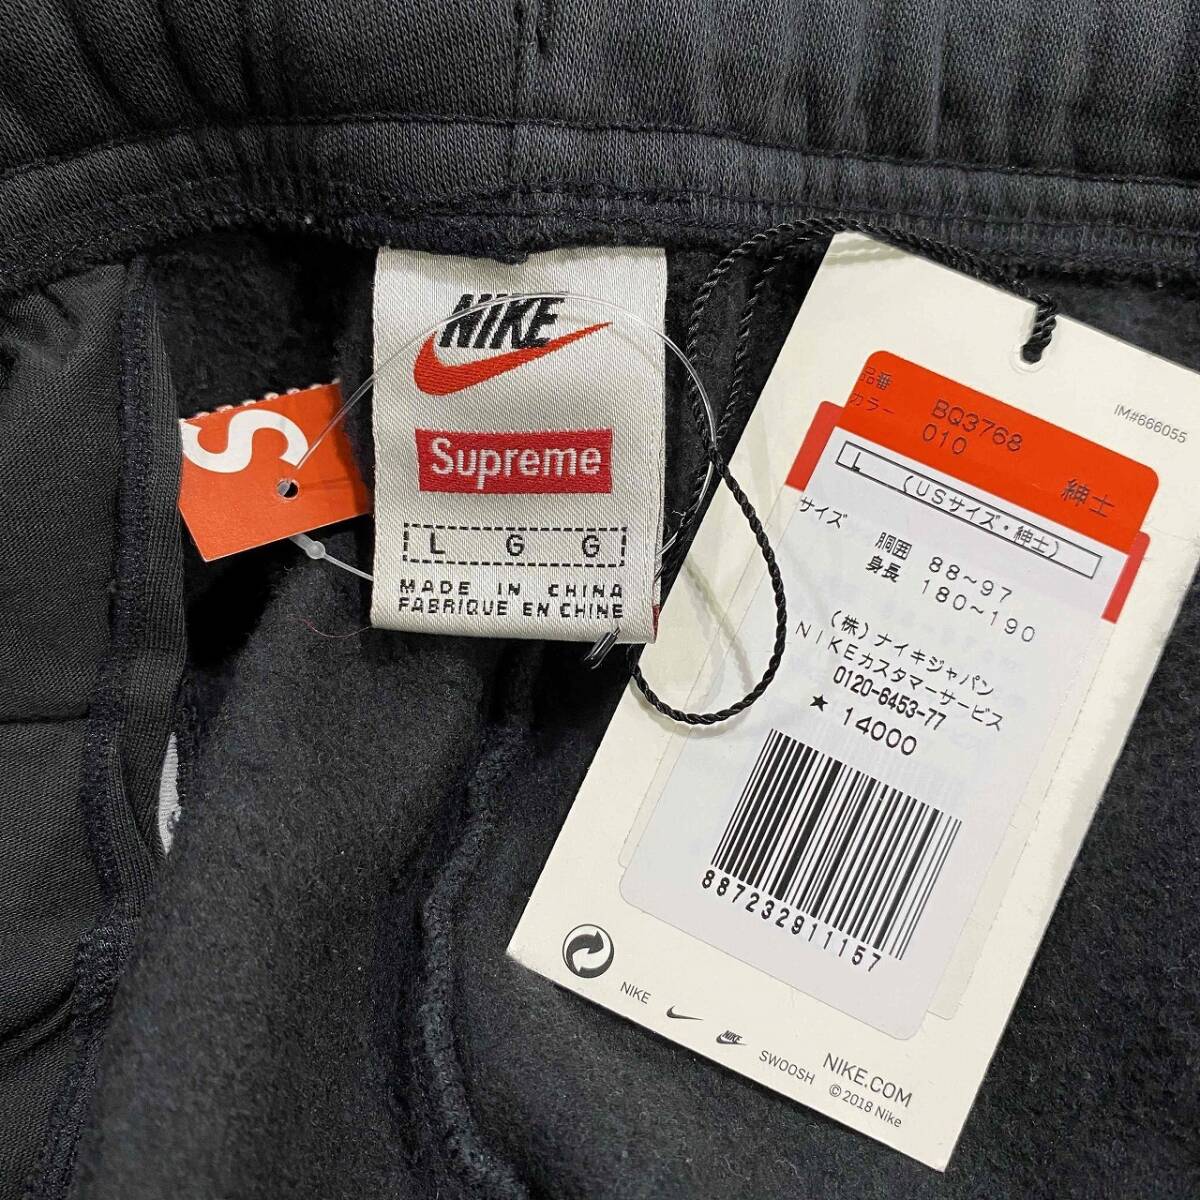 NIKE
Supreme
L G G
MADE IN CHINA
FABRIQUE EN CHINE
S
IM#666055
品番 BQ3768
カラー 010 紳士
L (USサイズ・紳士)
サイズ 胴囲 88~97
身長 180~190
(株)ナイキジャパン
NIKEカスタマーサービス
0120-6453-77
★ 14000
887232911157
NIKE
NIKE
SWOOSH
NIKE.COM
©2018 Nike